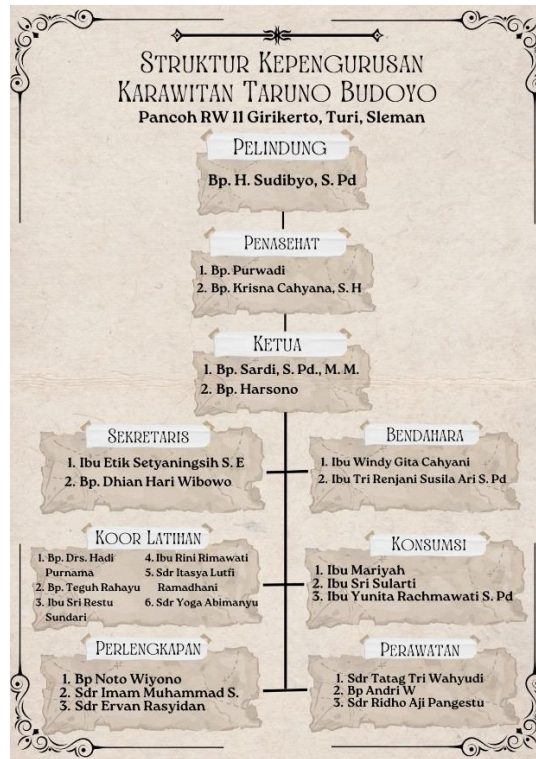 Struktur Kepengurusan
Karawitan Taruno Budoyo
Pancoh RW 11 Girikerto, Turi, Sleman
Pelindung
Bp. H. Sudibyo, S. Pd
Penasehat
1. Bp. Purwadi
2. Bp. Krisna Cahyana, S. H
Ketua
1. Bp. Sardi, S. Pd., M. M.
2. Bp. Harsono
Sekretaris
1. Ibu Etik Setyaningsih S. E
2. Bp. Dhian Hari Wibowo
Bendahara
1. Ibu Windy Gita Cahyani
2. Ibu Tri Renjani Susila Ari S. Pd
Koor Latihan
1. Bp. Drs. Hadi
Purnama
2. Bp. Teguh Rahayu
3. Ibu Sri Restu
Sundari
4. Ibu Rini Rimawati
5. Sdr Itasya Lutfi
Ramadhani
6. Sdr Yoga Abimanyu
Konsumsi
1. Ibu Mariyah
2. Ibu Sri Sularti
3. Ibu Yunita Rachmawati S. Pd
Perlengkapan
1. Bp Noto Wiyono
2. Sdr Imam Muhammad S.
3. Sdr Ervan Rasyidan
Perawatan
1. Sdr Tatag Tri Wahyudi
2. Bp Andri W
3. Sdr Ridho Aji Pangestu